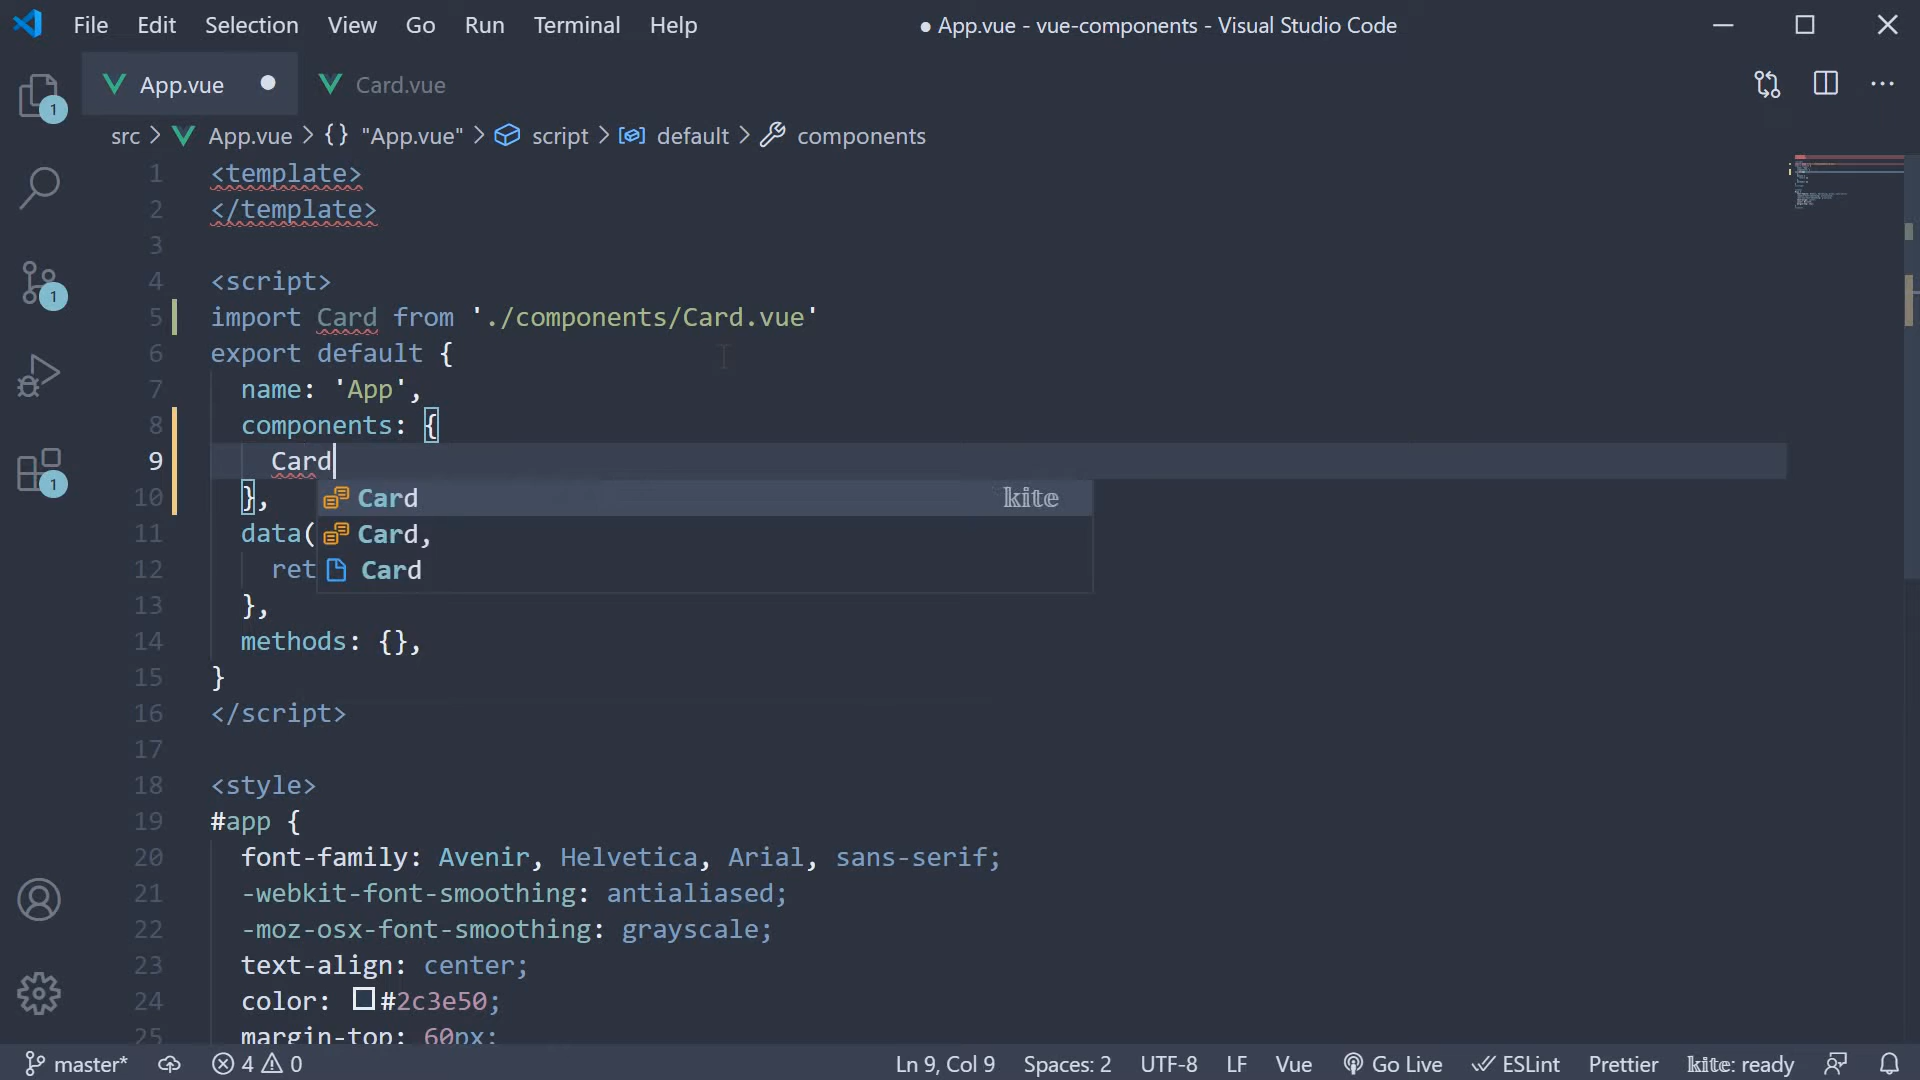 File Edit Selection View Go Run Terminal Help ● App.vue - vue-components - Visual Studio Code
App.vue ● Card.vue
src > App.vue > {} "App.vue" > script > default > components
1 <template>
2 </template>
3
4 <script>
5 import Card from './components/Card.vue'
6 export default {
7 name: 'App',
8 components: {
9 Card
10 },
Card kite
11 data(
Card,
12 ret
Card
13 },
14 methods: {},
15 }
16 </script>
17
18 <style>
19 #app {
20 font-family: Avenir, Helvetica, Arial, sans-serif;
21 -webkit-font-smoothing: antialiased;
22 -moz-osx-font-smoothing: grayscale;
23 text-align: center;
24 color: #2c3e50;
25 margin-top: 60px;
1
1
1
master* 4 0 Ln 9, Col 9 Spaces: 2 UTF-8 LF Vue Go Live ESLint Prettier kite: ready